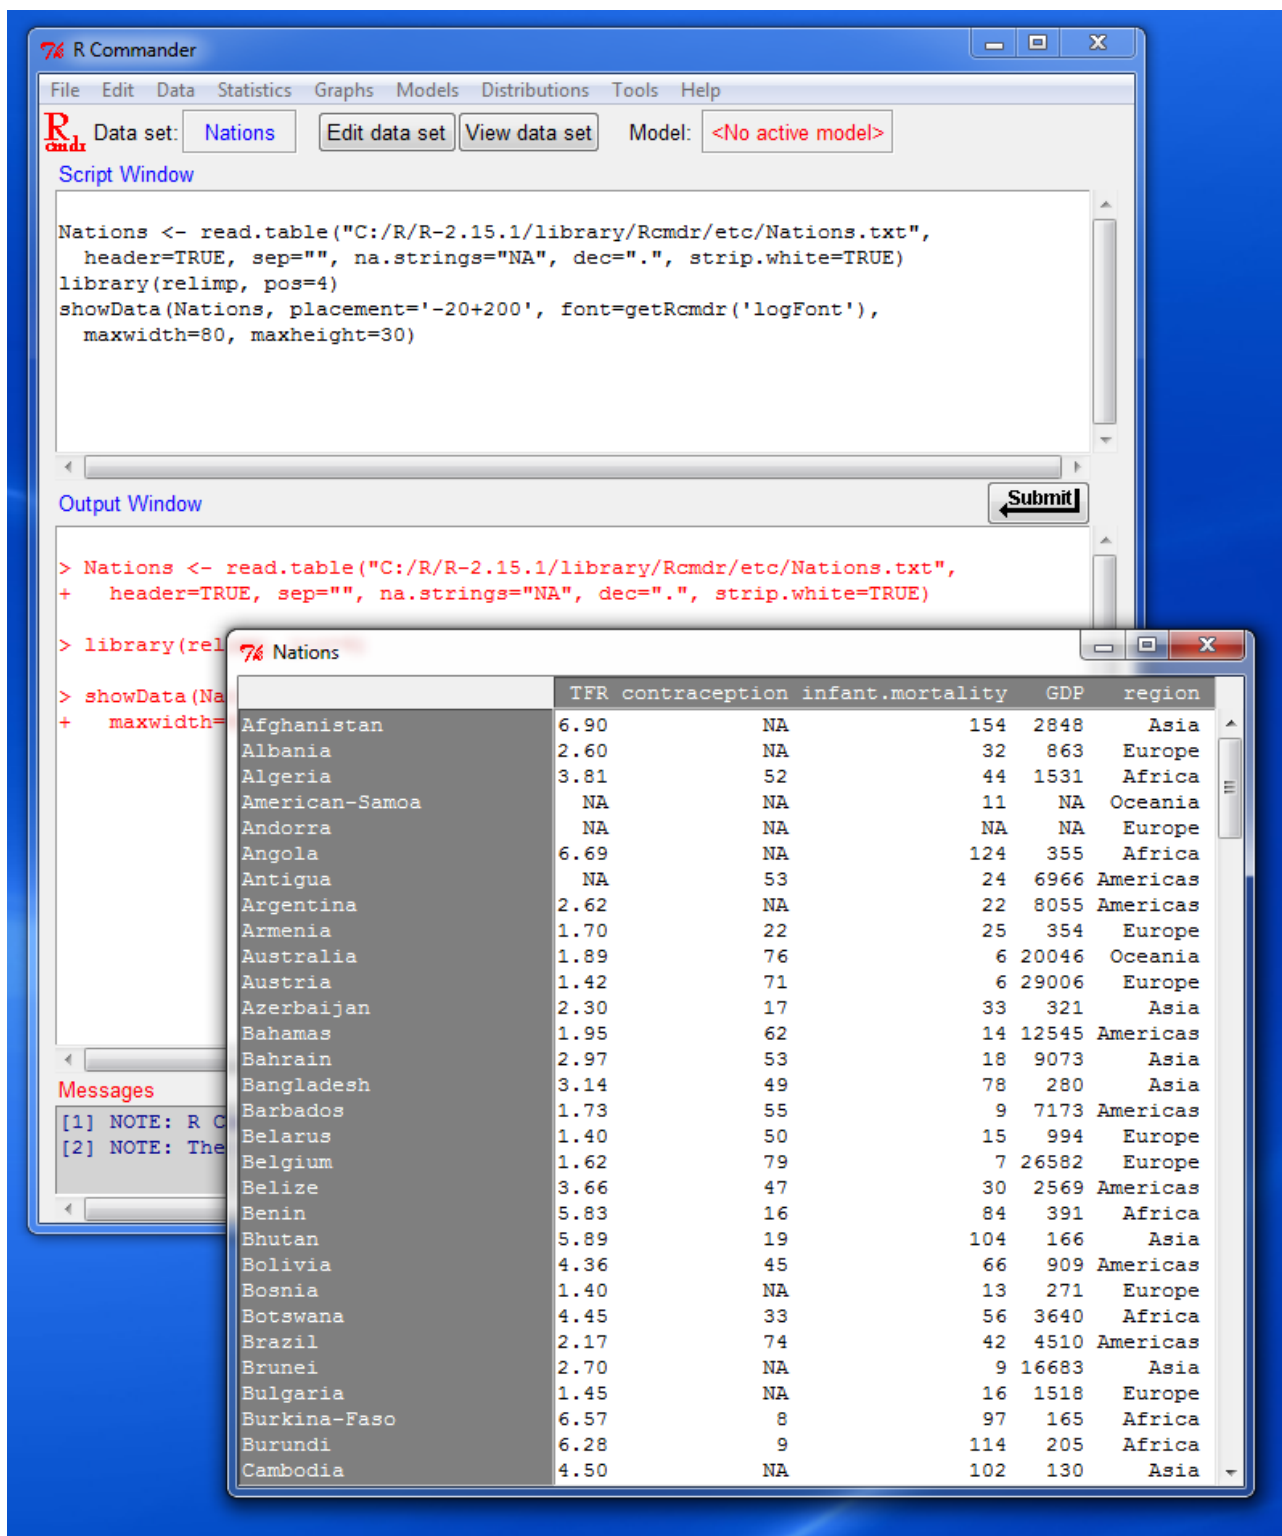 R Commander
File Edit Data Statistics Graphs Models Distributions Tools Help
R cmdr Data set: Nations Edit data set View data set Model: <No active model>
Script Window
Nations <- read.table("C:/R/R-2.15.1/library/Rcmdr/etc/Nations.txt",
  header=TRUE, sep="", na.strings="NA", dec=".", strip.white=TRUE)
library(relimp, pos=4)
showData(Nations, placement='-20+200', font=getRcmdr('logFont'),
  maxwidth=80, maxheight=30)
Output Window Submit
> Nations <- read.table("C:/R/R-2.15.1/library/Rcmdr/etc/Nations.txt",
+   header=TRUE, sep="", na.strings="NA", dec=".", strip.white=TRUE)
> library(rel
> showData(Na
+   maxwidth=
Messages
[1] NOTE: R C
[2] NOTE: The
Nations
TFR contraception infant.mortality GDP region
Afghanistan 6.90 NA 154 2848 Asia
Albania 2.60 NA 32 863 Europe
Algeria 3.81 52 44 1531 Africa
American-Samoa NA NA 11 NA Oceania
Andorra NA NA NA NA Europe
Angola 6.69 NA 124 355 Africa
Antigua NA 53 24 6966 Americas
Argentina 2.62 NA 22 8055 Americas
Armenia 1.70 22 25 354 Europe
Australia 1.89 76 6 20046 Oceania
Austria 1.42 71 6 29006 Europe
Azerbaijan 2.30 17 33 321 Asia
Bahamas 1.95 62 14 12545 Americas
Bahrain 2.97 53 18 9073 Asia
Bangladesh 3.14 49 78 280 Asia
Barbados 1.73 55 9 7173 Americas
Belarus 1.40 50 15 994 Europe
Belgium 1.62 79 7 26582 Europe
Belize 3.66 47 30 2569 Americas
Benin 5.83 16 84 391 Africa
Bhutan 5.89 19 104 166 Asia
Bolivia 4.36 45 66 909 Americas
Bosnia 1.40 NA 13 271 Europe
Botswana 4.45 33 56 3640 Africa
Brazil 2.17 74 42 4510 Americas
Brunei 2.70 NA 9 16683 Asia
Bulgaria 1.45 NA 16 1518 Europe
Burkina-Faso 6.57 8 97 165 Africa
Burundi 6.28 9 114 205 Africa
Cambodia 4.50 NA 102 130 Asia